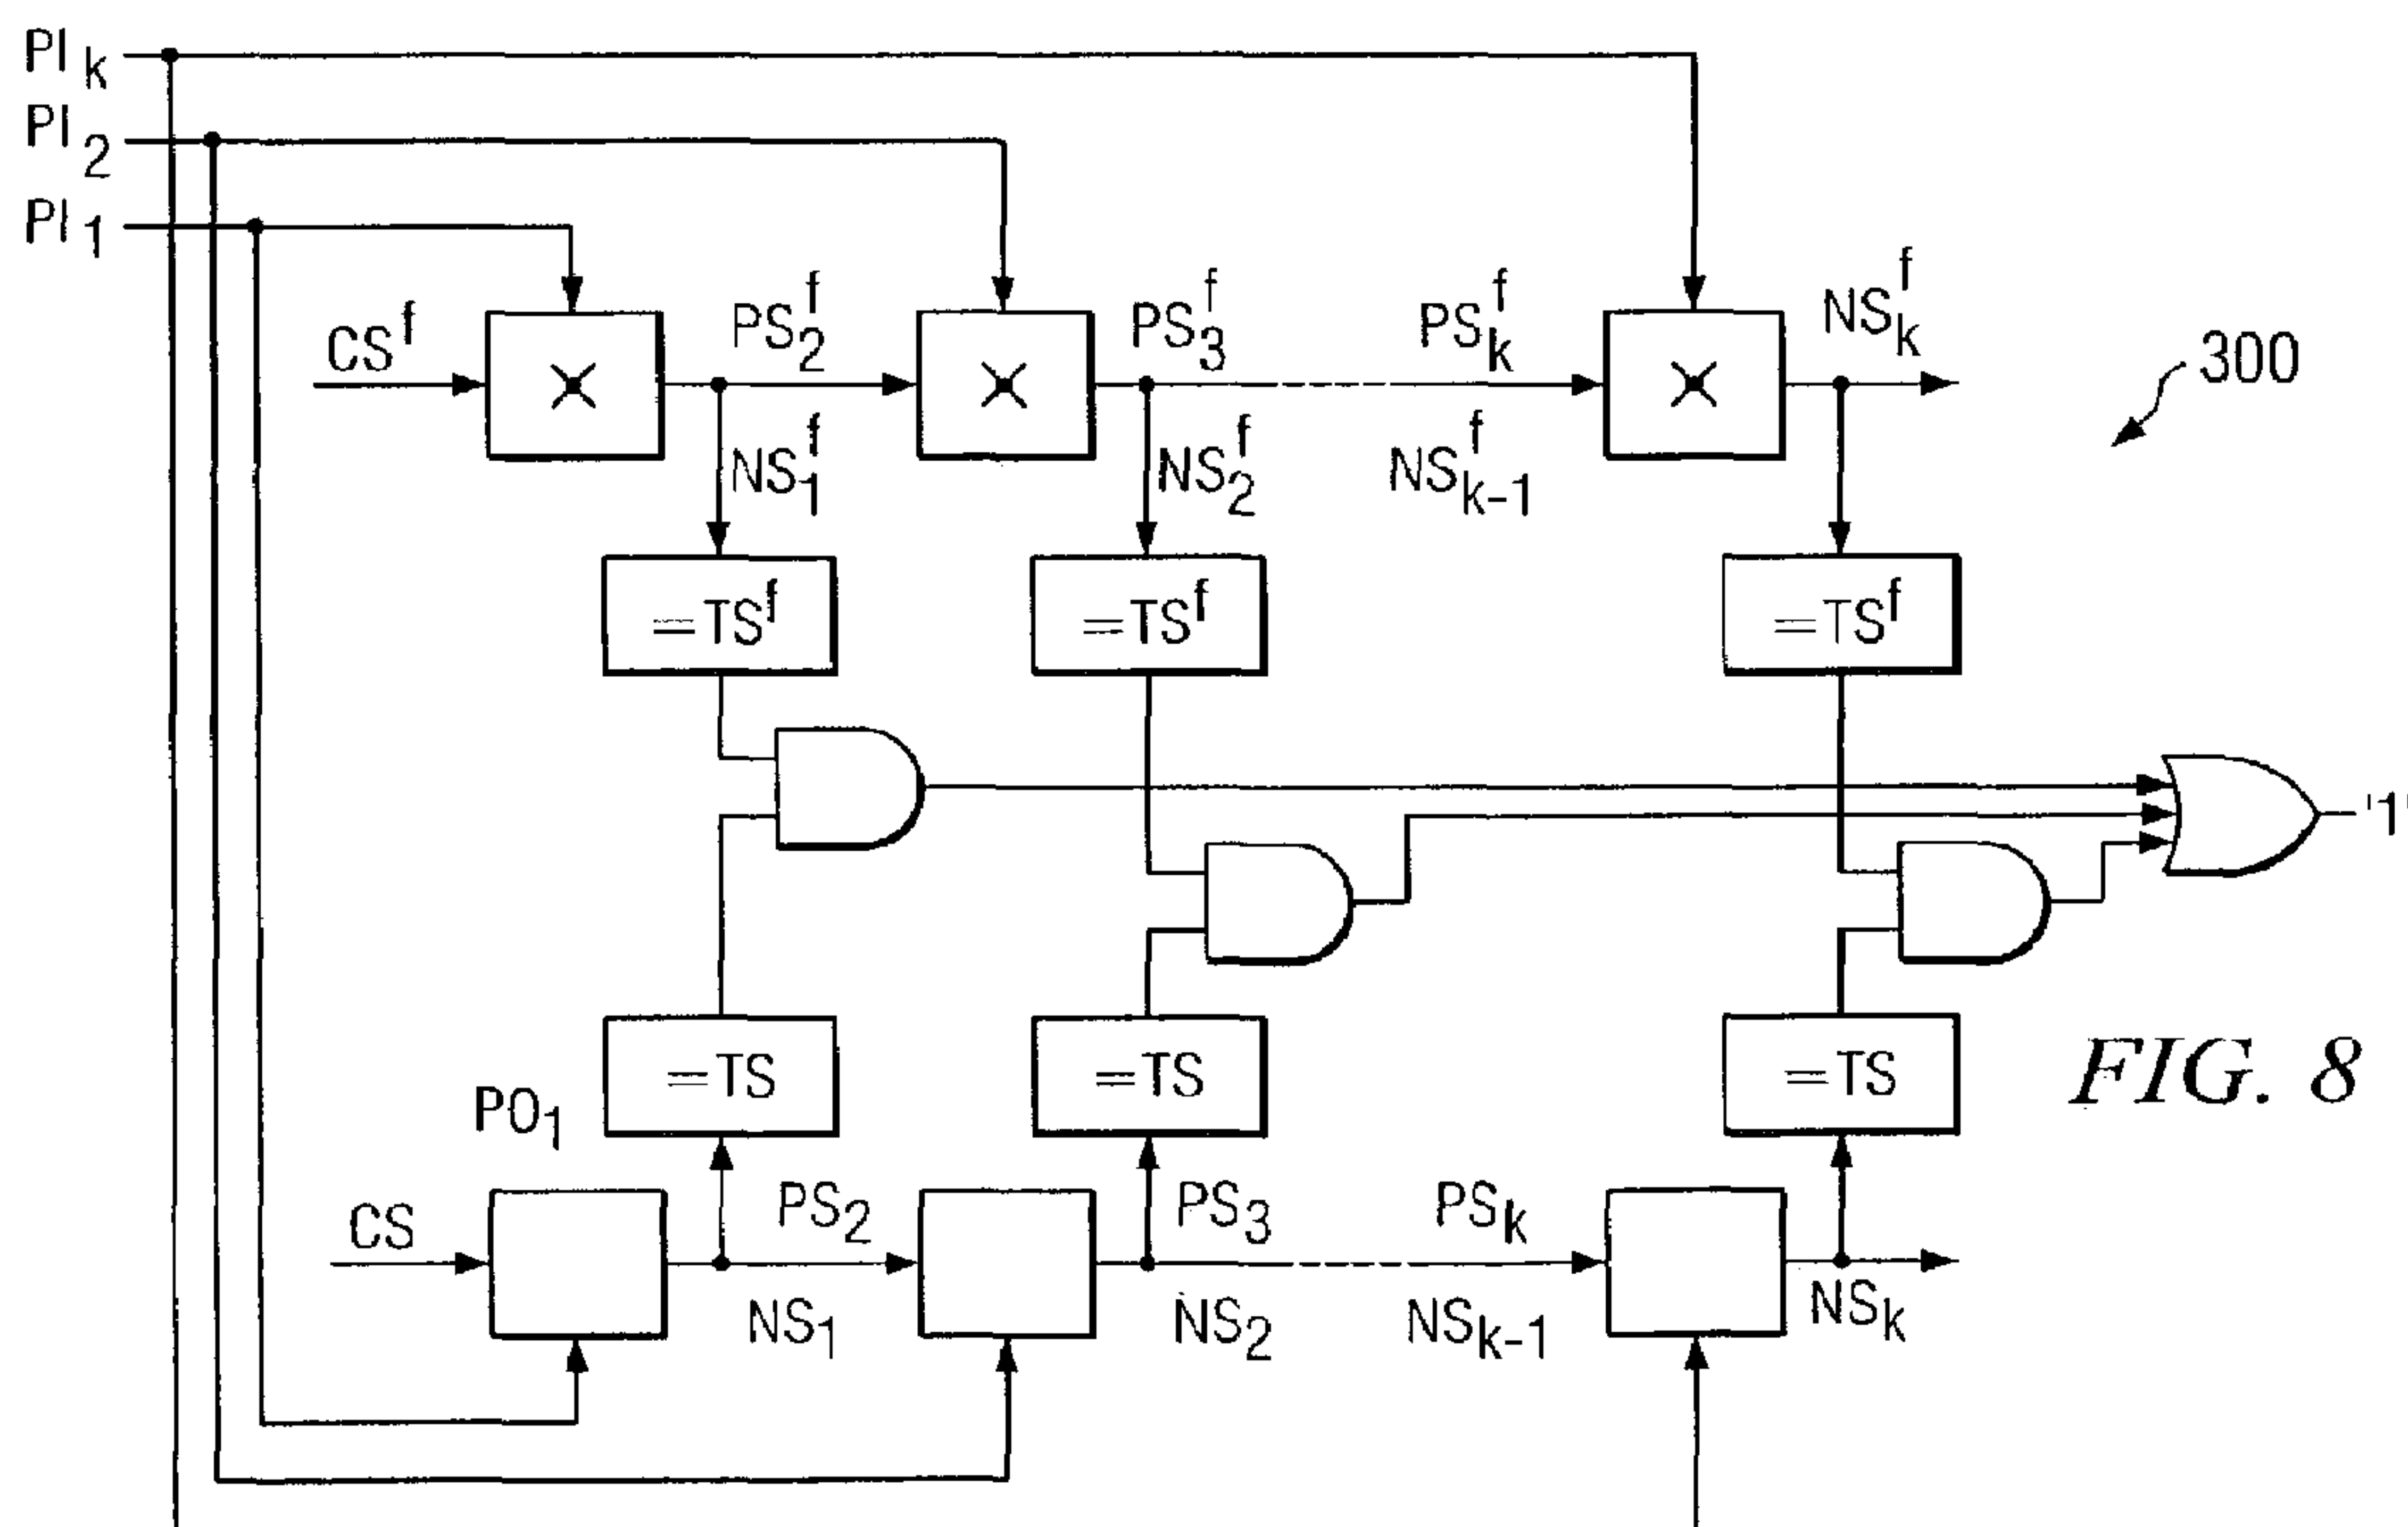 PI k
PI 2
PI 1
CS f
PS 2 f
PS 3 f
PS k f
NS k f
300
NS 1 f
NS 2 f
NS k-1 f
=TS f
=TS f
=TS f
'1'
=TS
=TS
=TS
FIG. 8
PO 1
CS
PS 2
PS 3
PS k
NS 1
NS 2
NS k-1
NS k